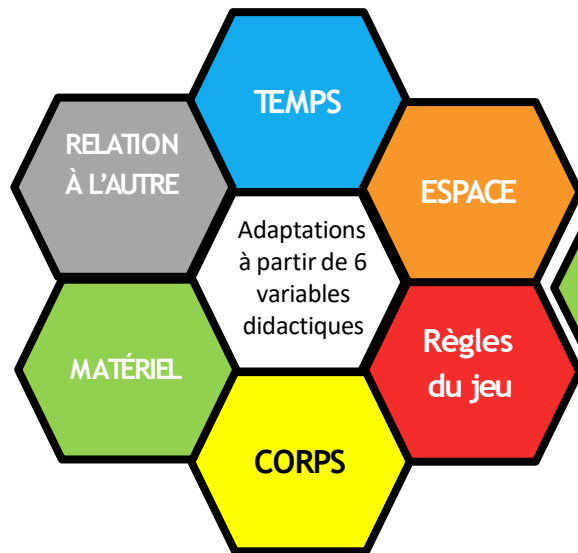 TEMPS
RELATION
À L'AUTRE
ESPACE
Adaptations
à partir de 6
variables
didactiques
MATÉRIEL
Règles
du jeu
CORPS